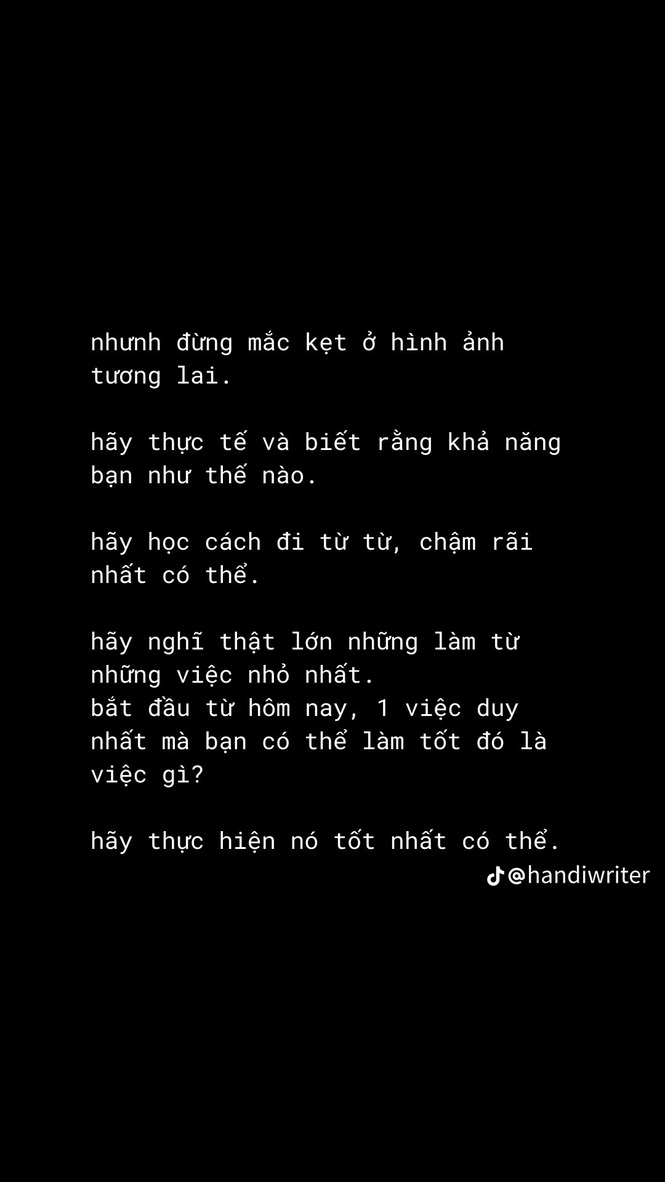 nhưnh đừng mắc kẹt ở hình ảnh
tương lai.
hãy thực tế và biết rằng khả năng
bạn như thế nào.
hãy học cách đi từ từ, chậm rãi
nhất có thể.
hãy nghĩ thật lớn những làm từ
những việc nhỏ nhất.
bắt đầu từ hôm nay, 1 việc duy
nhất mà bạn có thể làm tốt đó là
việc gì?
hãy thực hiện nó tốt nhất có thể.
@handiwriter